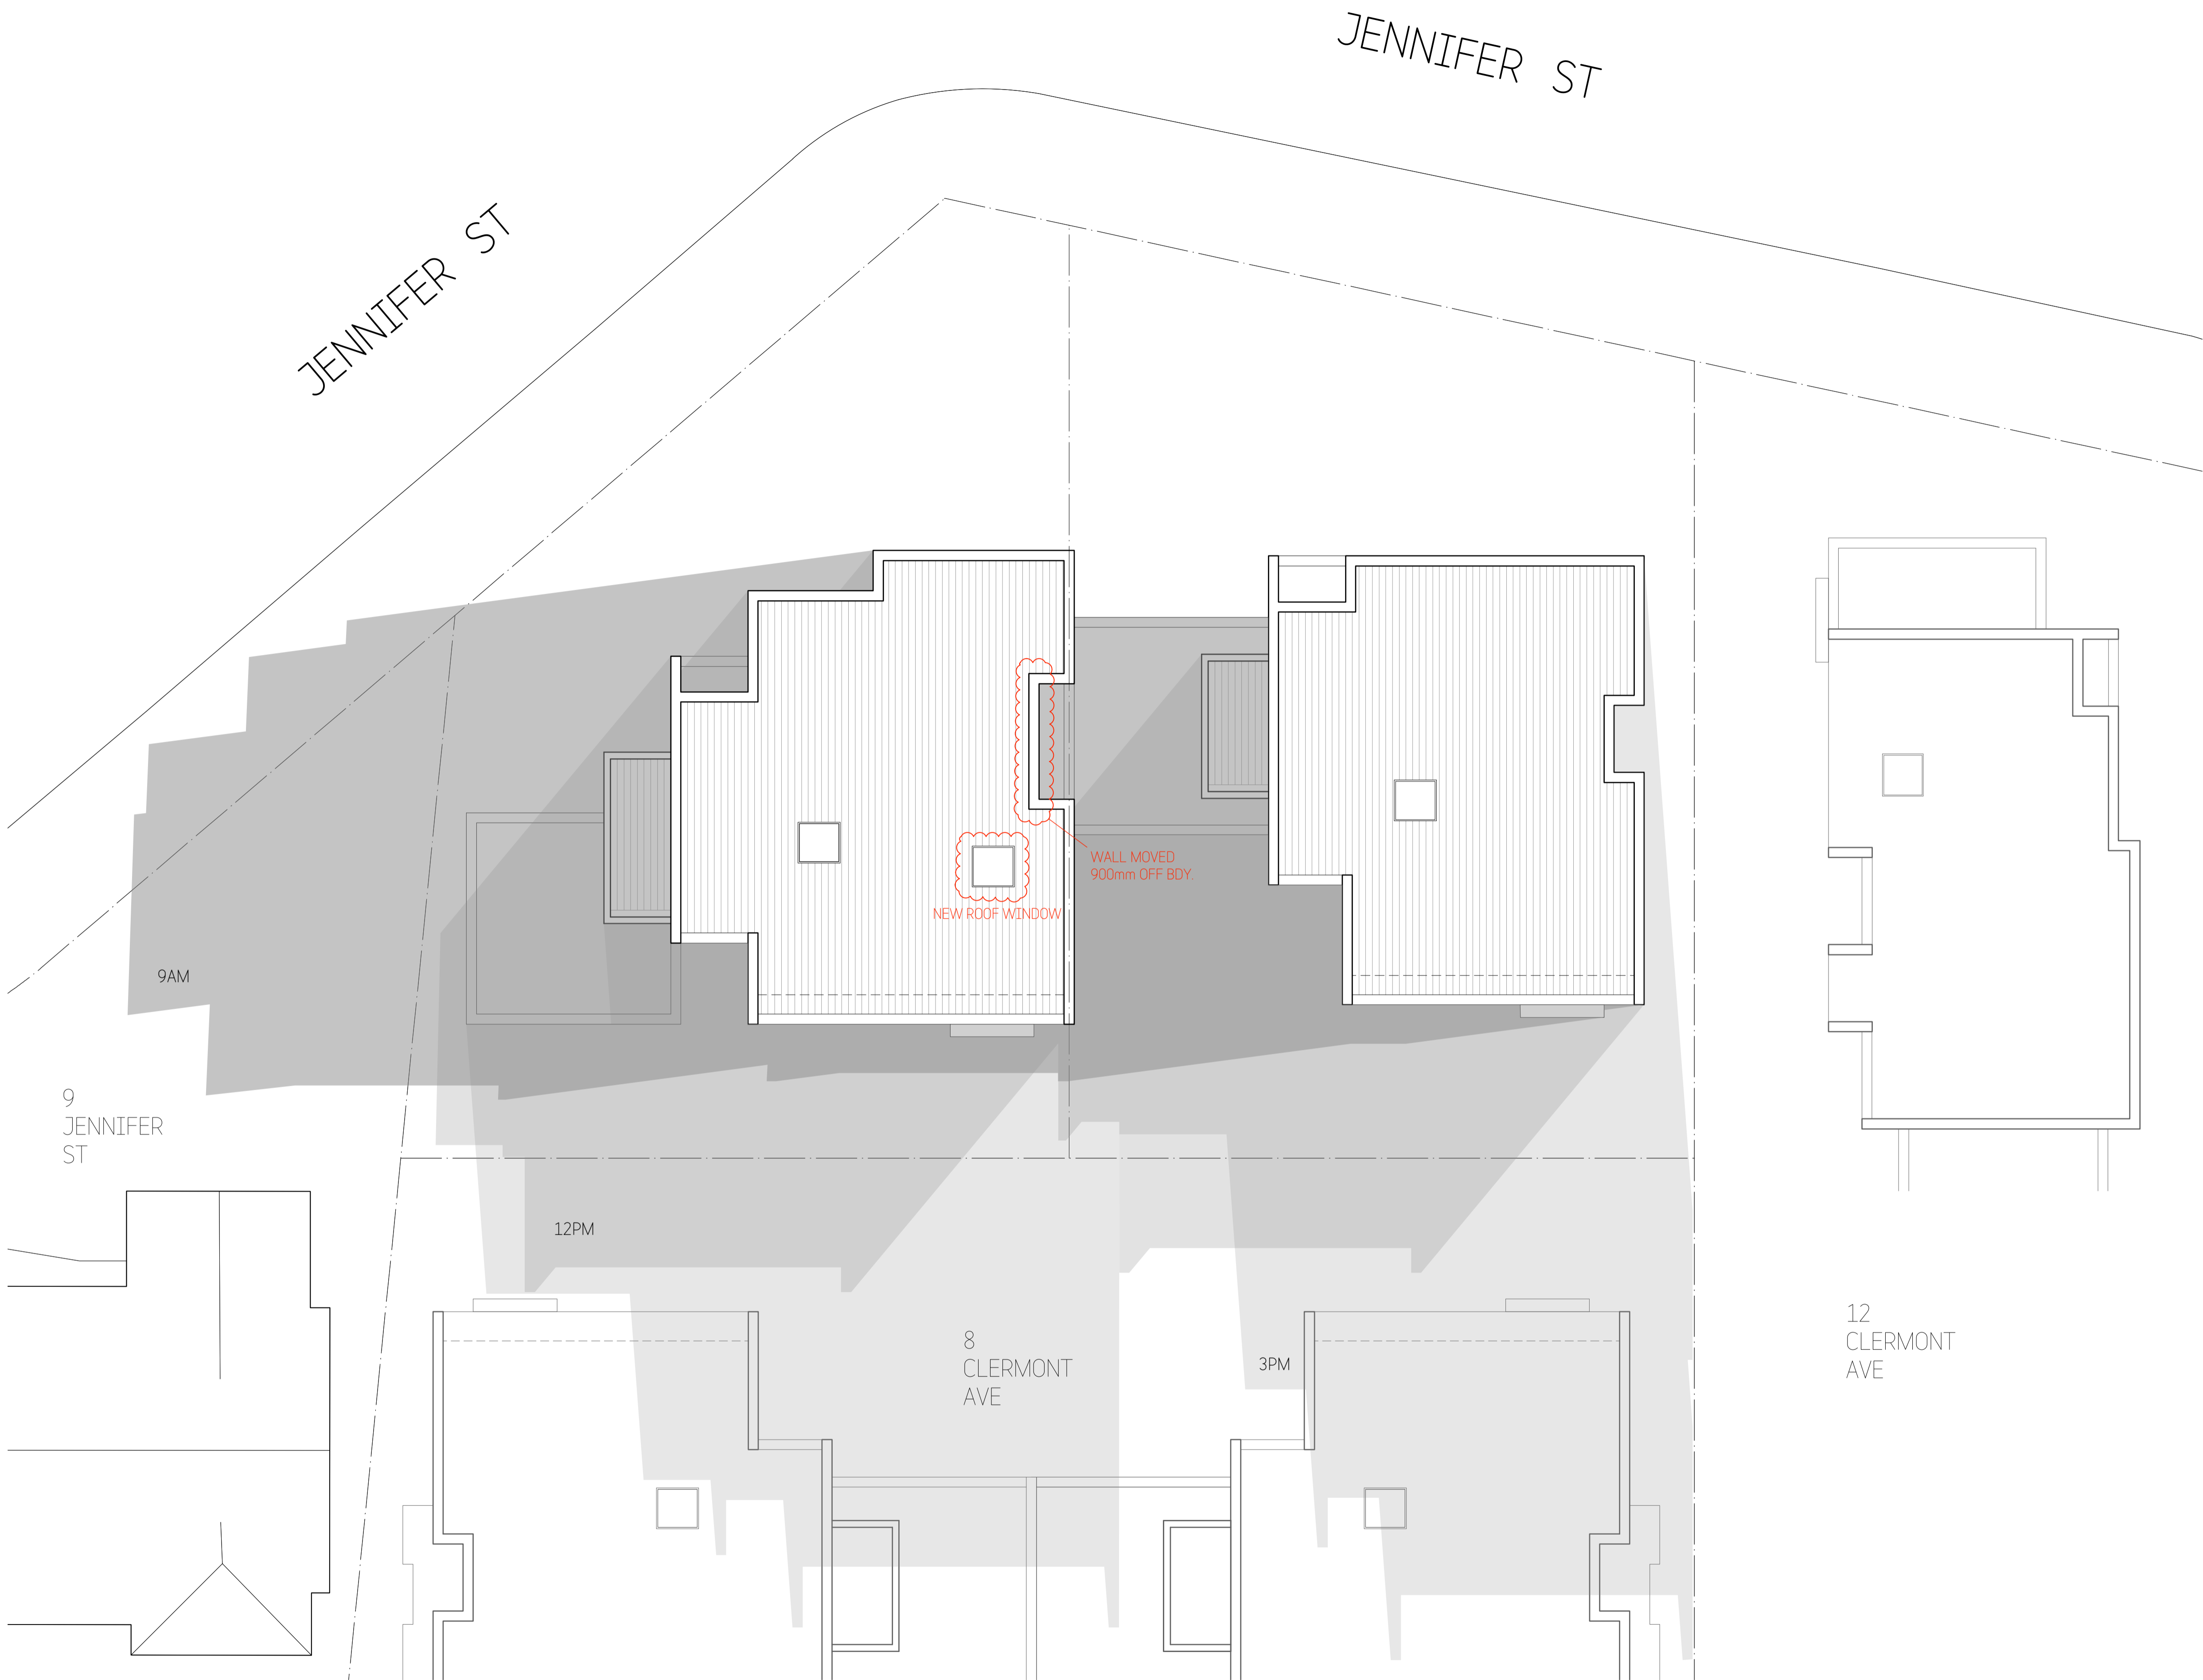 JENNIFER ST
JENNIFER ST
WALL MOVED
900mm OFF BDY.
NEW ROOF WINDOW
9AM
9
JENNIFER
ST
12PM
8
CLERMONT
AVE
3PM
12
CLERMONT
AVE